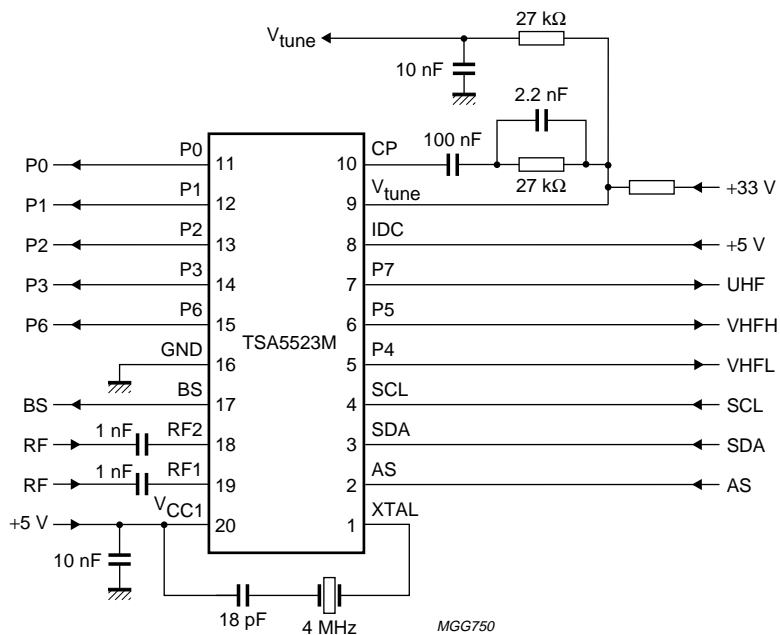 27 kΩ
Vtune
10 nF
2.2 nF
100 nF
P0 P0 11 10 CP
27 kΩ
P1 P1 12 9 Vtune +33 V
P2 P2 13 8 IDC +5 V
P3 P3 14 7 P7 UHF
P6 P6 15 6 P5 VHFH
TSA5523M
GND 16 5 P4 VHFL
BS BS 17 4 SCL SCL
RF 1 nF RF2 18 3 SDA SDA
RF 1 nF RF1 19 2 AS AS
+5 V VCC1 20 1 XTAL
10 nF
18 pF 4 MHz
MGG750